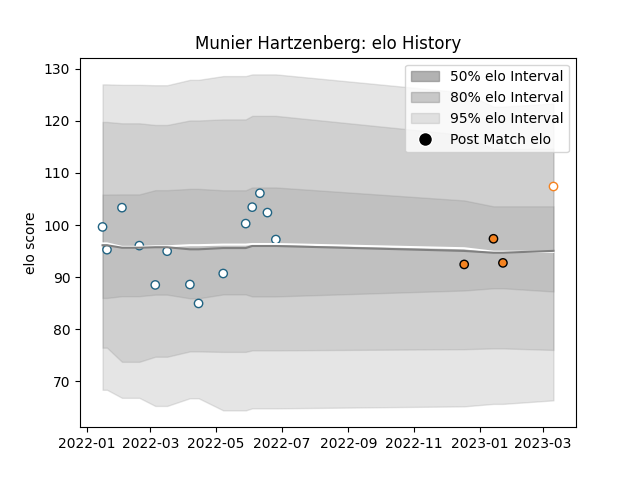 Munier Hartzenberg: elo History
50% elo Interval
80% elo Interval
95% elo Interval
Post Match elo
elo score
130
120
110
100
90
80
70
2022-01 2022-03 2022-05 2022-07 2022-09 2022-11 2023-01 2023-03